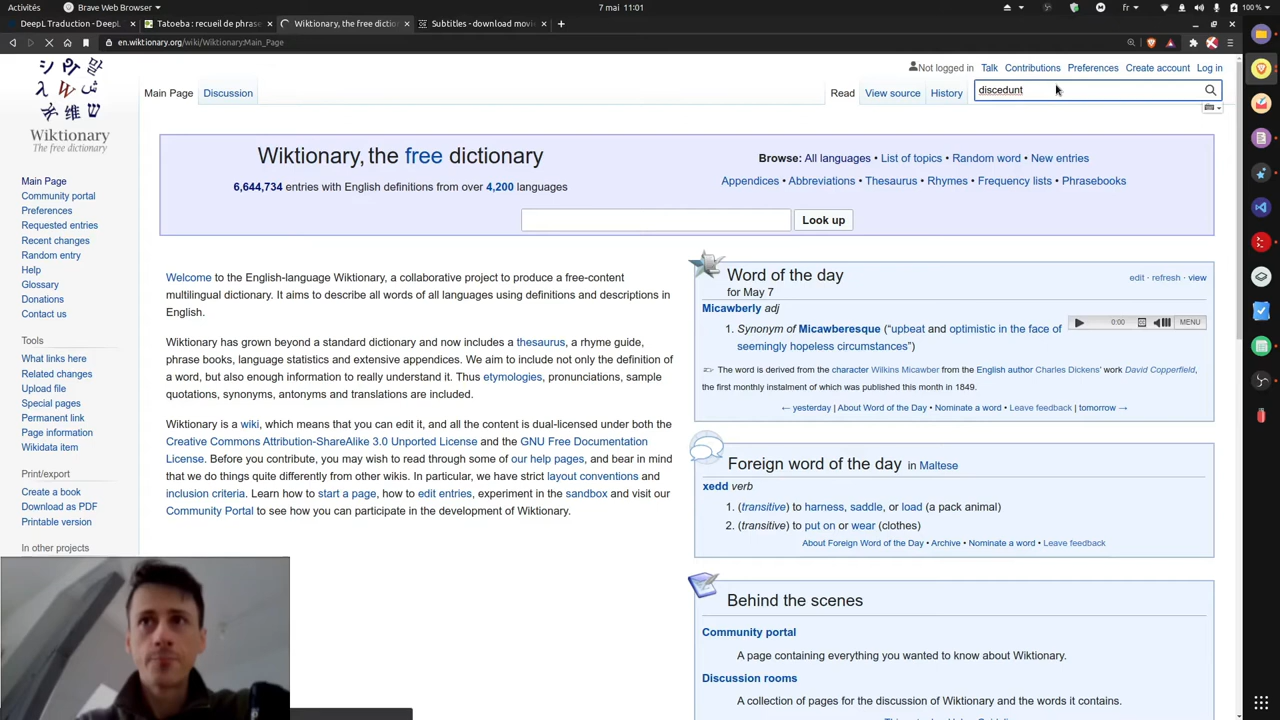 Activités
Brave Web Browser
7 mai 11:01
fr
100 %
DeepL Traduction - DeepL
Tatoeba : recueil de phras
Wiktionary, the free diction
Subtitles - download movi
en.wiktionary.org/wiki/Wiktionary:Main_Page
Not logged in Talk Contributions Preferences Create account Log in
Main Page Discussion Read View source History discedunt
Wiktionary
The free dictionary
Main Page
Community portal
Preferences
Requested entries
Recent changes
Random entry
Help
Glossary
Donations
Contact us
Tools
What links here
Related changes
Upload file
Special pages
Permanent link
Page information
Wikidata item
Print/export
Create a book
Download as PDF
Printable version
In other projects
Wiktionary, the free dictionary
6,644,734 entries with English definitions from over 4,200 languages
Browse: All languages • List of topics • Random word • New entries
Appendices • Abbreviations • Thesaurus • Rhymes • Frequency lists • Phrasebooks
Look up
Welcome to the English-language Wiktionary, a collaborative project to produce a free-content
multilingual dictionary. It aims to describe all words of all languages using definitions and descriptions in
English.
Wiktionary has grown beyond a standard dictionary and now includes a thesaurus, a rhyme guide,
phrase books, language statistics and extensive appendices. We aim to include not only the definition of
a word, but also enough information to really understand it. Thus etymologies, pronunciations, sample
quotations, synonyms, antonyms and translations are included.
Wiktionary is a wiki, which means that you can edit it, and all the content is dual-licensed under both the
Creative Commons Attribution-ShareAlike 3.0 Unported License and the GNU Free Documentation
License. Before you contribute, you may wish to read through some of our help pages, and bear in mind
that we do things quite differently from other wikis. In particular, we have strict layout conventions and
inclusion criteria. Learn how to start a page, how to edit entries, experiment in the sandbox and visit our
Community Portal to see how you can participate in the development of Wiktionary.
Word of the day
edit · refresh · view
for May 7
Micawberly adj
0:00 MENU
1. Synonym of Micawberesque (“upbeat and optimistic in the face of
seemingly hopeless circumstances”)
The word is derived from the character Wilkins Micawber from the English author Charles Dickens’ work David Copperfield,
the first monthly instalment of which was published this month in 1849.
← yesterday | About Word of the Day • Nominate a word • Leave feedback | tomorrow →
Foreign word of the day in Maltese
xedd verb
1. (transitive) to harness, saddle, or load (a pack animal)
2. (transitive) to put on or wear (clothes)
About Foreign Word of the Day • Archive • Nominate a word • Leave feedback
Behind the scenes
Community portal
A page containing everything you wanted to know about Wiktionary.
Discussion rooms
A collection of pages for the discussion of Wiktionary and the words it contains.